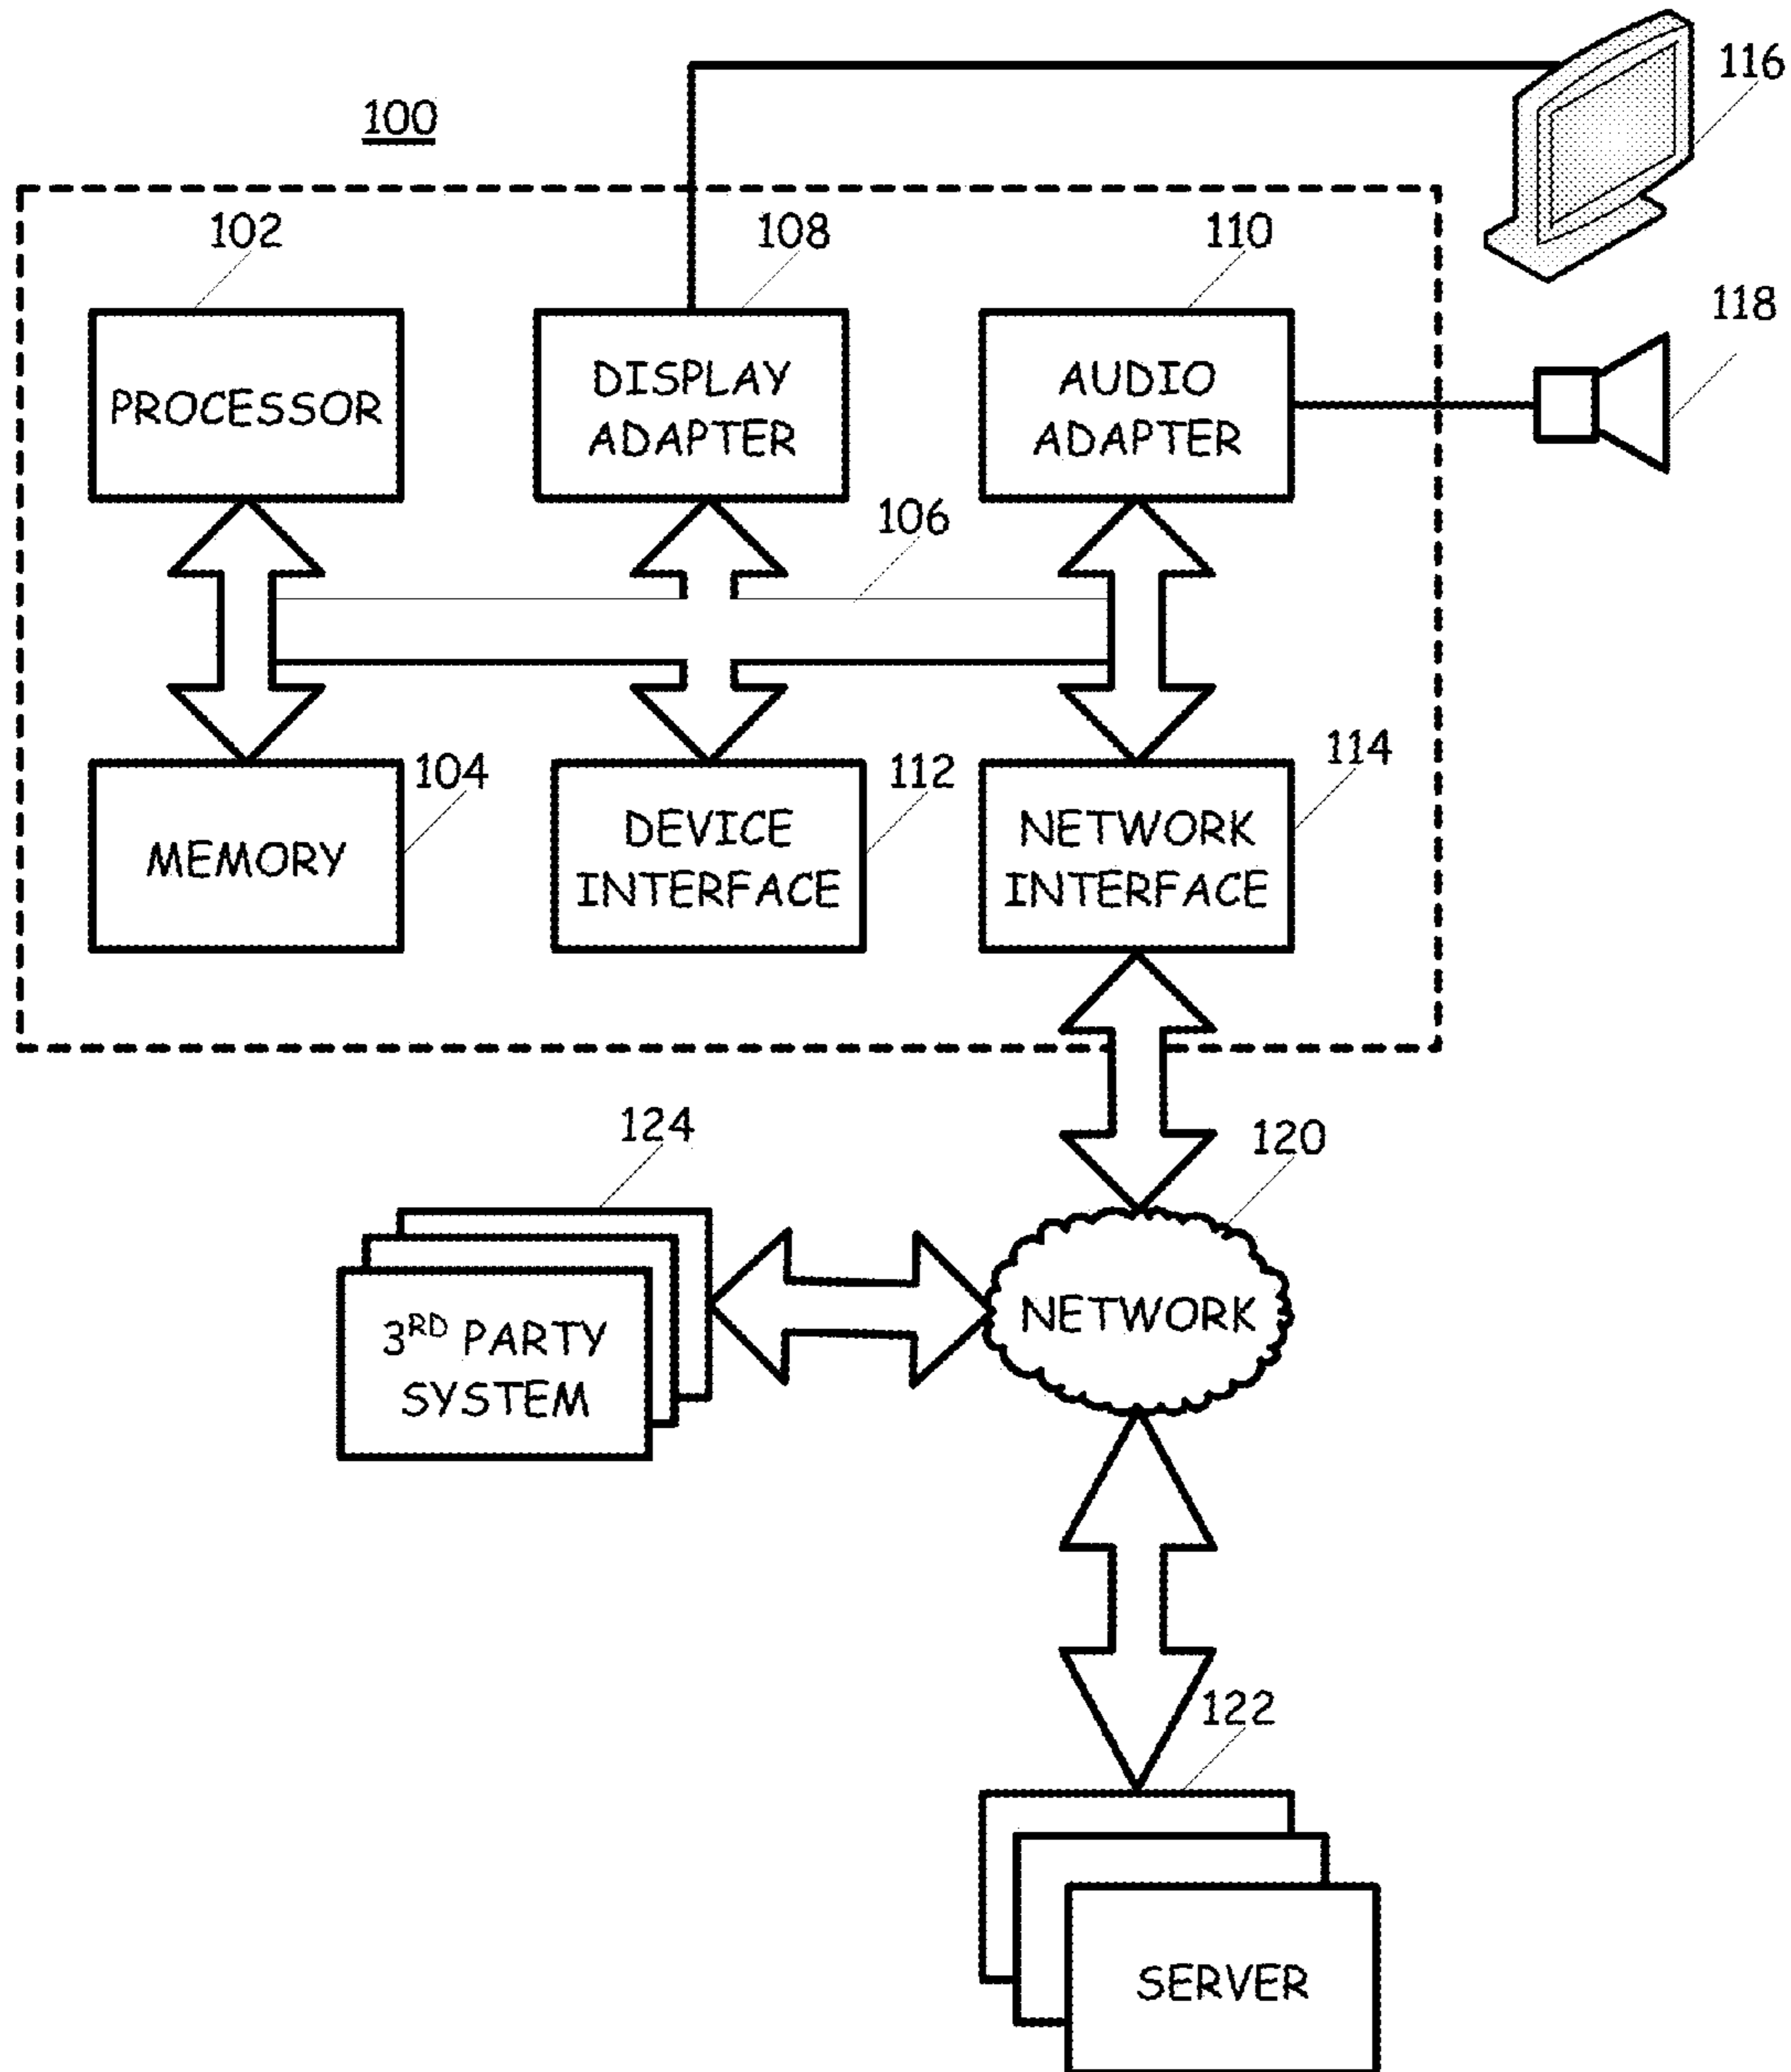 116
100
102
108
110
118
PROCESSOR
DISPLAY
ADAPTER
AUDIO
ADAPTER
106
104
112
114
MEMORY
DEVICE
INTERFACE
NETWORK
INTERFACE
124
120
3RD PARTY
SYSTEM
NETWORK
122
SERVER